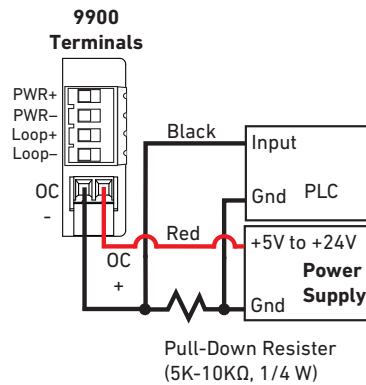 9900
Terminals
PWR+
PWR–
Loop+
Loop–
OC
-
OC
+
Black
Red
Input
PLC
Gnd
+5V to +24V
Power
Supply
Gnd
Pull-Down Resister
(5K-10KΩ, 1/4 W)